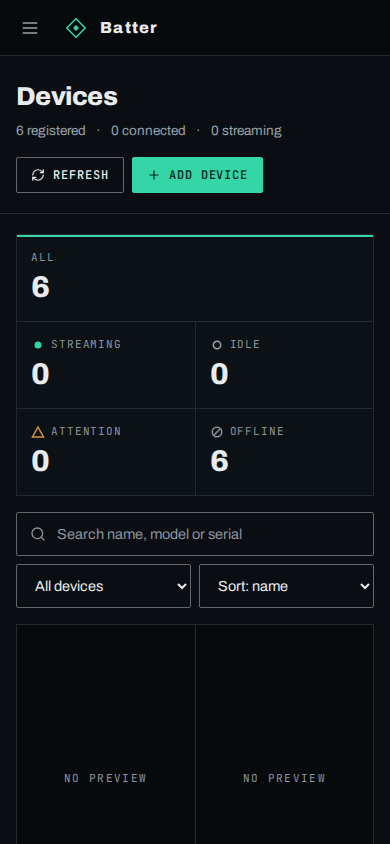 Batter
Devices
6 registered · 0 connected · 0 streaming
REFRESH
ADD DEVICE
ALL
6
STREAMING
0
IDLE
0
ATTENTION
0
OFFLINE
6
Search name, model or serial
All devices
Sort: name
NO PREVIEW
NO PREVIEW